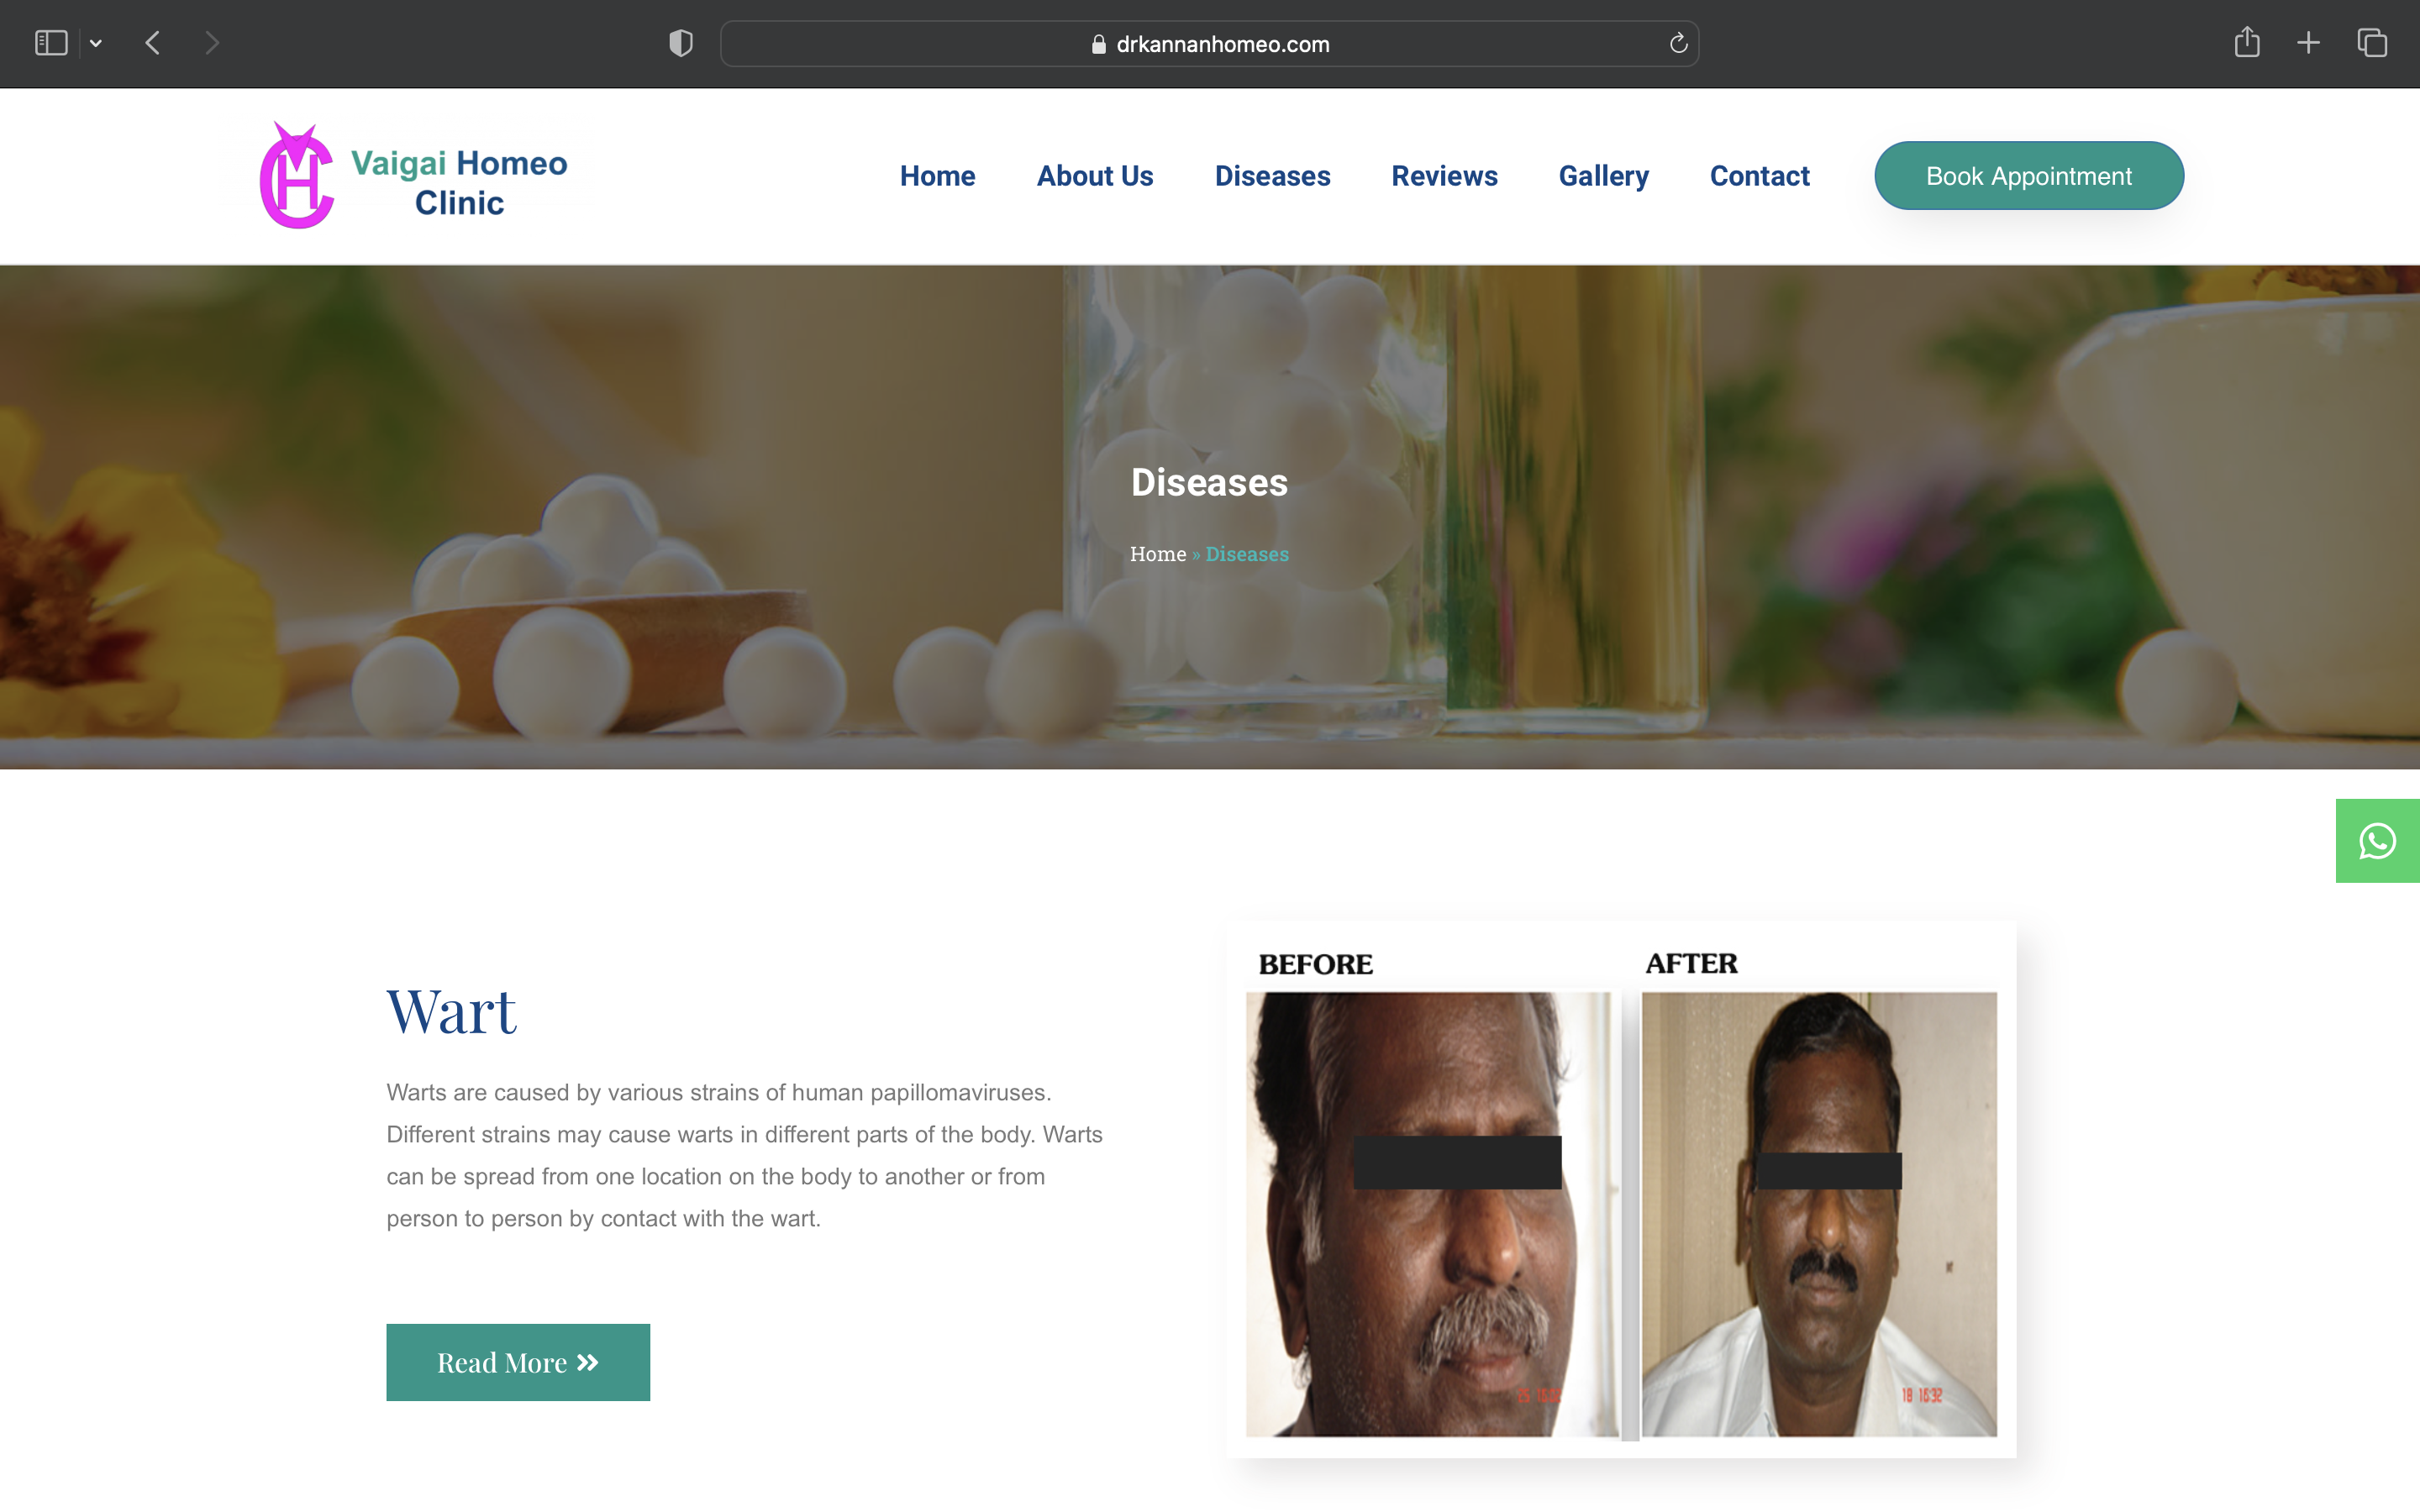 drkannanhomeo.com
Vaigai Homeo
Clinic
Home
About Us
Diseases
Reviews
Gallery
Contact
Book Appointment
Diseases
Home » Diseases
Wart
Warts are caused by various strains of human papillomaviruses.
Different strains may cause warts in different parts of the body. Warts
can be spread from one location on the body to another or from
person to person by contact with the wart.
Read More »
BEFORE
AFTER
18 16:32